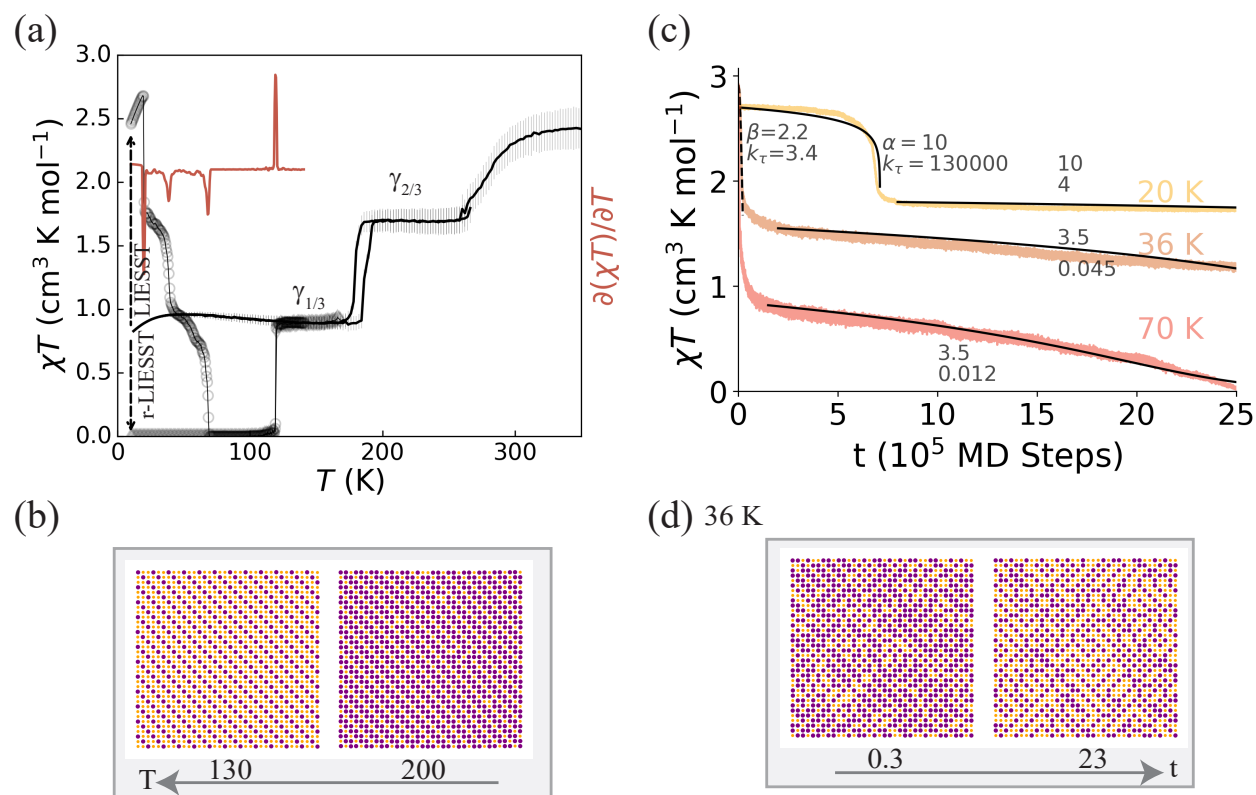 (a)
3.0
2.5
2.0
1.5
1.0
0.5
0.0
χT (cm³ K mol⁻¹)
r-LIESST
LIESST
γ1/3
γ2/3
∂(χT)/∂T
0
100
200
300
T (K)
(c)
3
2
1
0
χT (cm³ K mol⁻¹)
β=2.2
kτ=3.4
α = 10
kτ = 130000
10
4
20 K
3.5
0.045
36 K
70 K
3.5
0.012
0
5
10
15
20
25
t (10⁵ MD Steps)
(b)
T
130
200
(d)
36 K
0.3
23
t